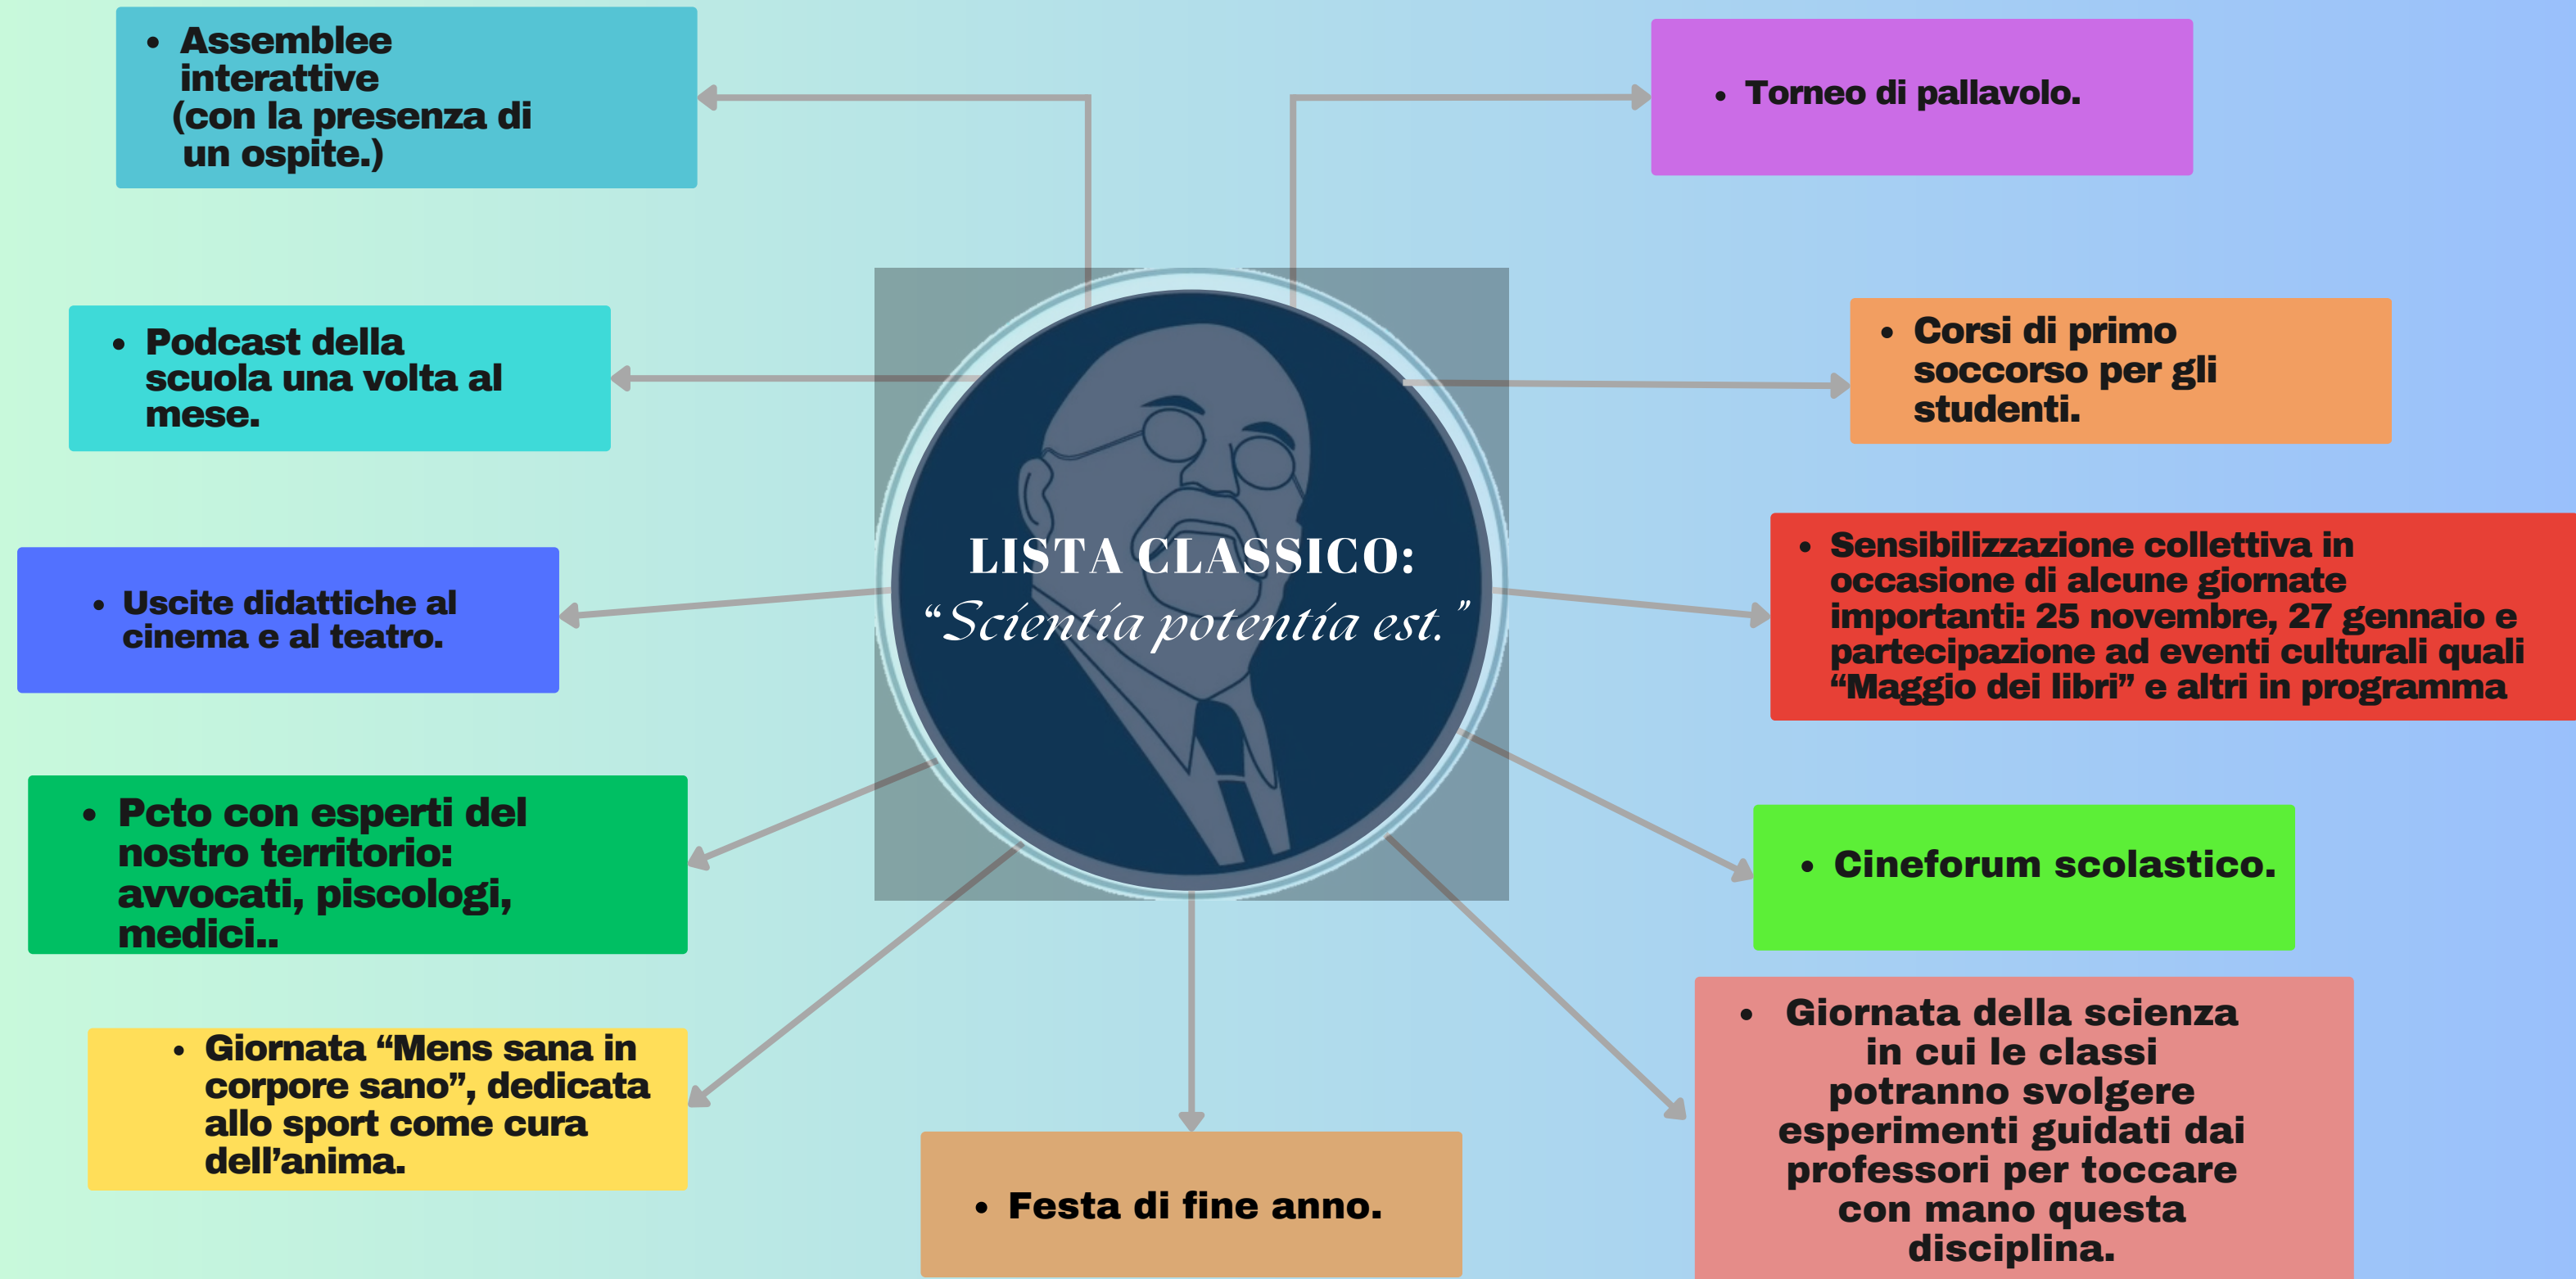 • Assemblee
interattive
(con la presenza di
un ospite.)
• Torneo di pallavolo.
• Podcast della
scuola una volta al
mese.
• Corsi di primo
soccorso per gli
studenti.
LISTA CLASSICO:
“Scientia potentia est.”
• Uscite didattiche al
cinema e al teatro.
• Sensibilizzazione collettiva in
occasione di alcune giornate
importanti: 25 novembre, 27 gennaio e
partecipazione ad eventi culturali quali
“Maggio dei libri” e altri in programma
• Pcto con esperti del
nostro territorio:
avvocati, piscologi,
medici..
• Cineforum scolastico.
• Giornata “Mens sana in
corpore sano”, dedicata
allo sport come cura
dell’anima.
• Festa di fine anno.
• Giornata della scienza
in cui le classi
potranno svolgere
esperimenti guidati dai
professori per toccare
con mano questa
disciplina.